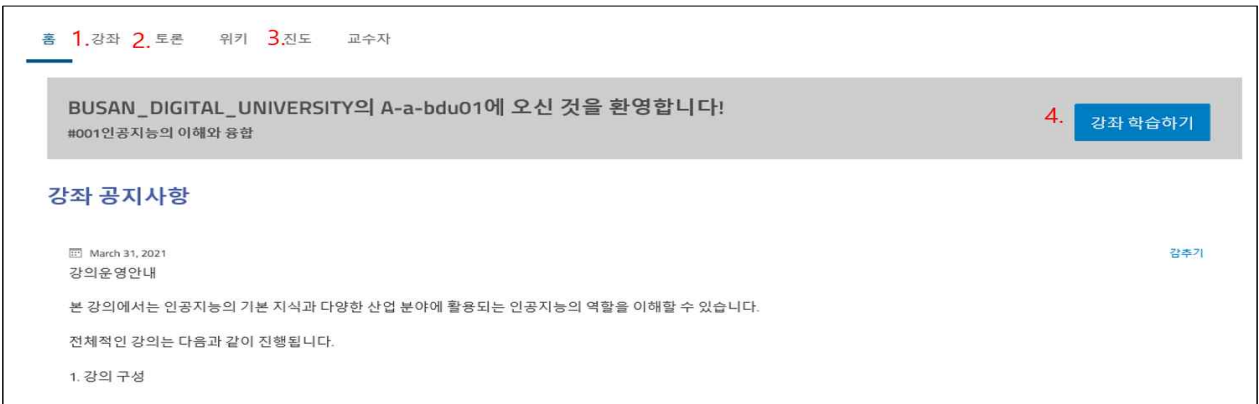 홈 1.강좌 2. 토론 위키 3.진도 교수자
BUSAN_DIGITAL_UNIVERSITY의 A-a-bdu01에 오신 것을 환영합니다!
#001인공지능의 이해와 융합
4. 강좌 학습하기
강좌 공지사항
March 31, 2021 감추기
강의운영안내
본 강의에서는 인공지능의 기본 지식과 다양한 산업 분야에 활용되는 인공지능의 역할을 이해할 수 있습니다.
전체적인 강의는 다음과 같이 진행됩니다.
1. 강의 구성